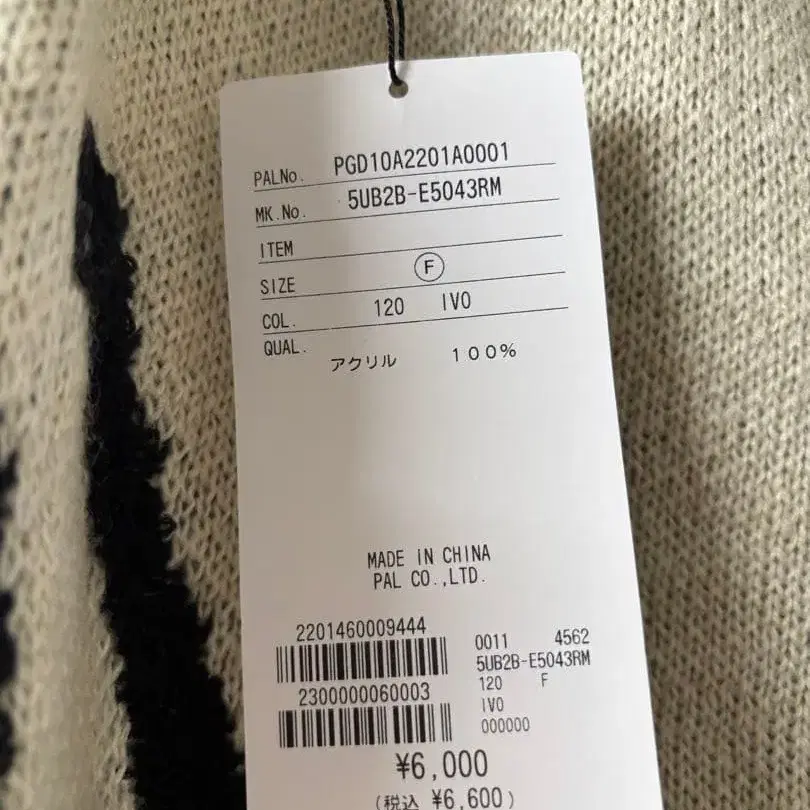 PALNo. PGD10A2201A0001
MK.No. 5UB2B-E5043RM
ITEM
SIZE F
COL. 120 IVO
QUAL.
アクリル 100%
MADE IN CHINA
PAL CO.,LTD.
2201460009444
0011 4562
5UB2B-E5043RM
2300000060003
120 F
IVO
000000
¥6,000
(税込 ¥6,600)